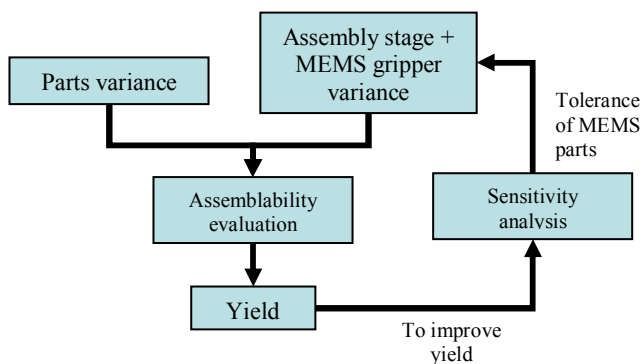 Parts variance
Assembly stage +
MEMS gripper
variance
Tolerance
of MEMS
parts
Assemblability
evaluation
Sensitivity
analysis
Yield
To improve
yield